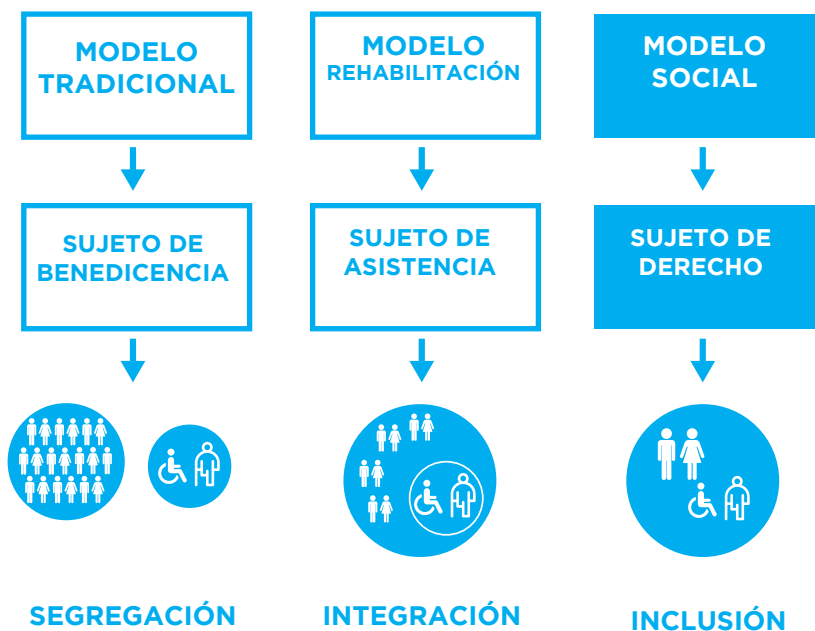 MODELO
TRADICIONAL
MODELO
REHABILITACIÓN
MODELO
SOCIAL
SUJETO DE
BENEDICENCIA
SUJETO DE
ASISTENCIA
SUJETO DE
DERECHO
SEGREGACIÓN
INTEGRACIÓN
INCLUSIÓN